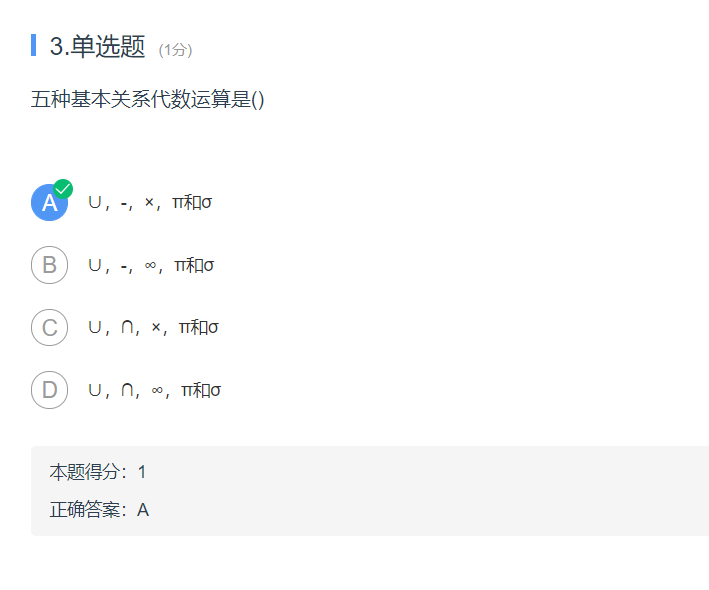 3.单选题 (1分)
五种基本关系代数运算是()
A ∪，-，×，π和σ
B ∪，-，∞，π和σ
C ∪，∩，×，π和σ
D ∪，∩，∞，π和σ
本题得分：1
正确答案：A